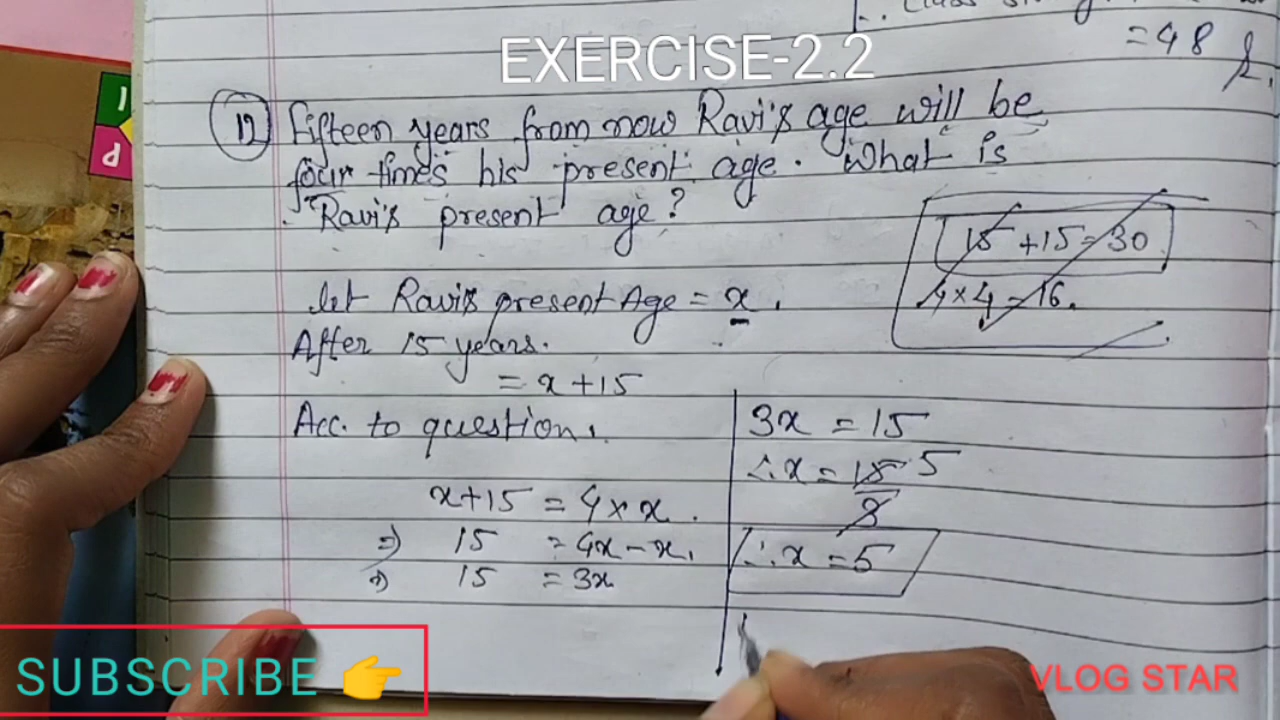 = 48
EXERCISE-2.2
12 Fifteen years from now Ravi's age will be
four times his present age. What is
Ravi's present age?
15 + 15 = 30
4 × 4 = 16.
let Ravi's present Age = x.
After 15 years.
= x + 15
Acc. to question,
x + 15 = 4 × x.
⇒ 15 = 4x - x,
⇒ 15 = 3x
3x = 15
∴ x = 15 5
3
∴ x = 5
SUBSCRIBE 👉
VLOG STAR